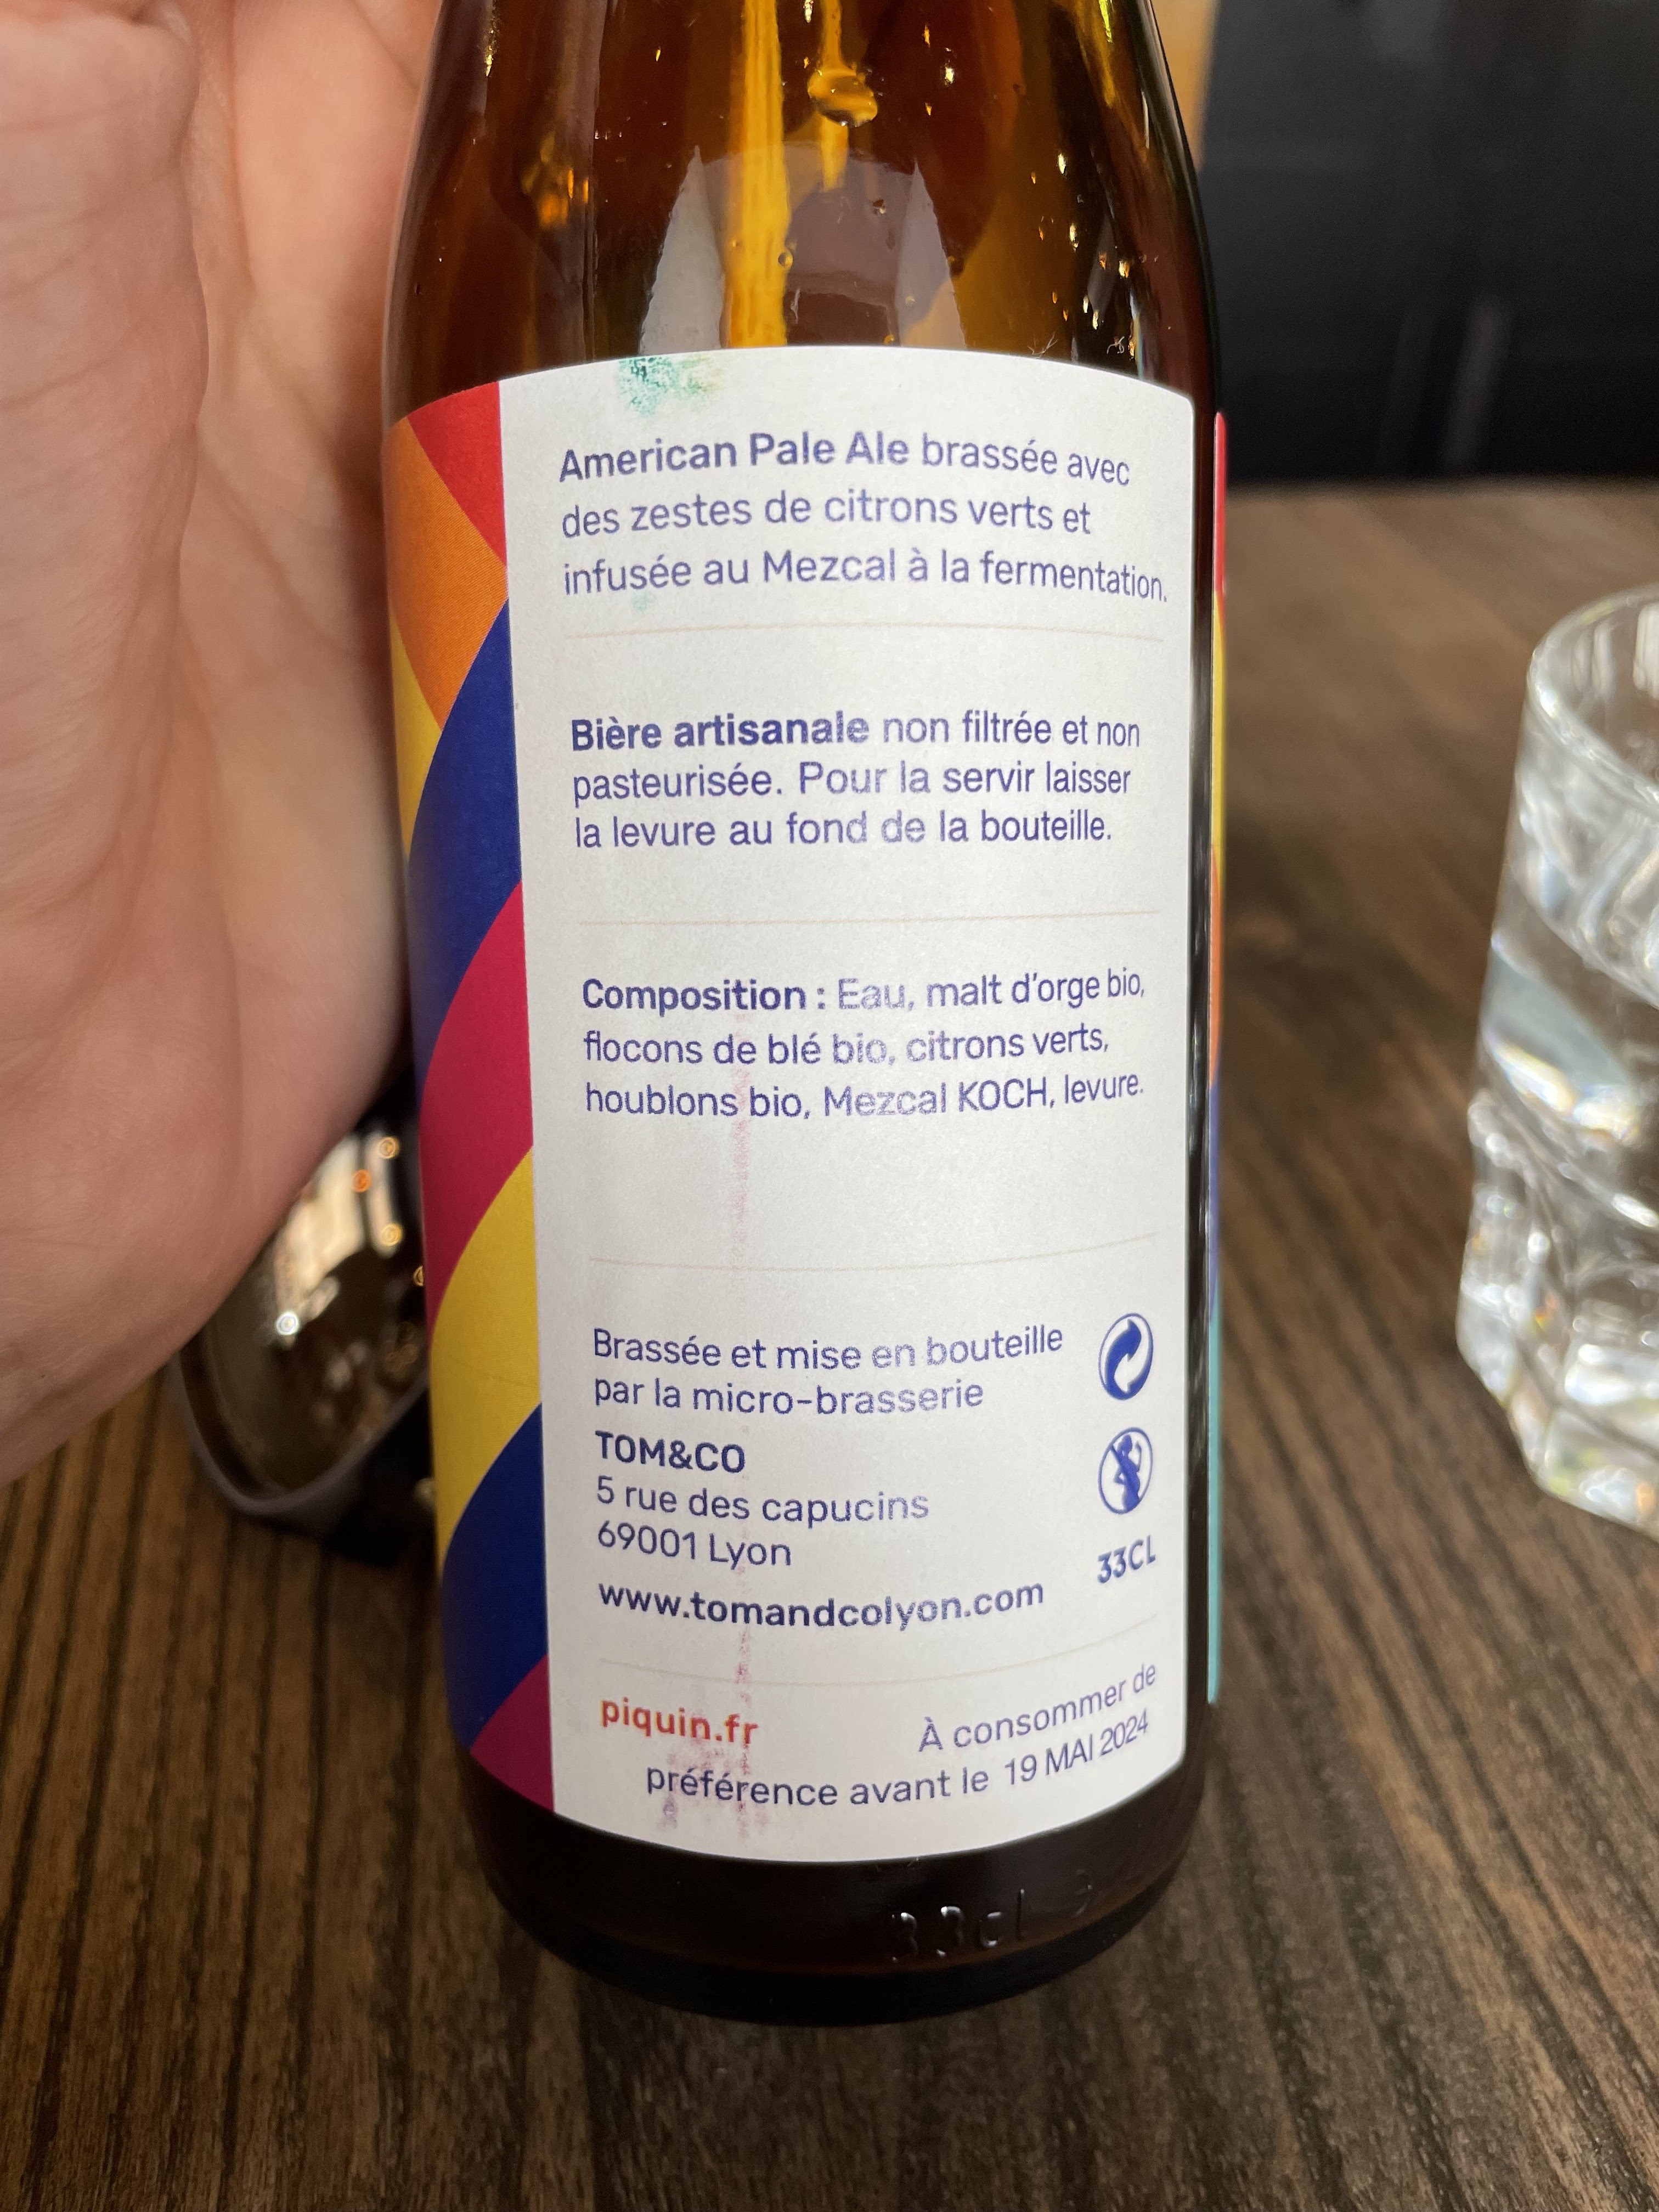 American Pale Ale brassée avec
des zestes de citrons verts et
infusée au Mezcal à la fermentation.
Bière artisanale non filtrée et non
pasteurisée. Pour la servir laisser
la levure au fond de la bouteille.
Composition : Eau, malt d'orge bio,
flocons de blé bio, citrons verts,
houblons bio, Mezcal KOCH, levure.
Brassée et mise en bouteille
par la micro-brasserie
TOM&CO
5 rue des capucins
69001 Lyon
www.tomandcolyon.com
33CL
piquin.fr
À consommer de
préférence avant le 19 MAI 2024
33cl